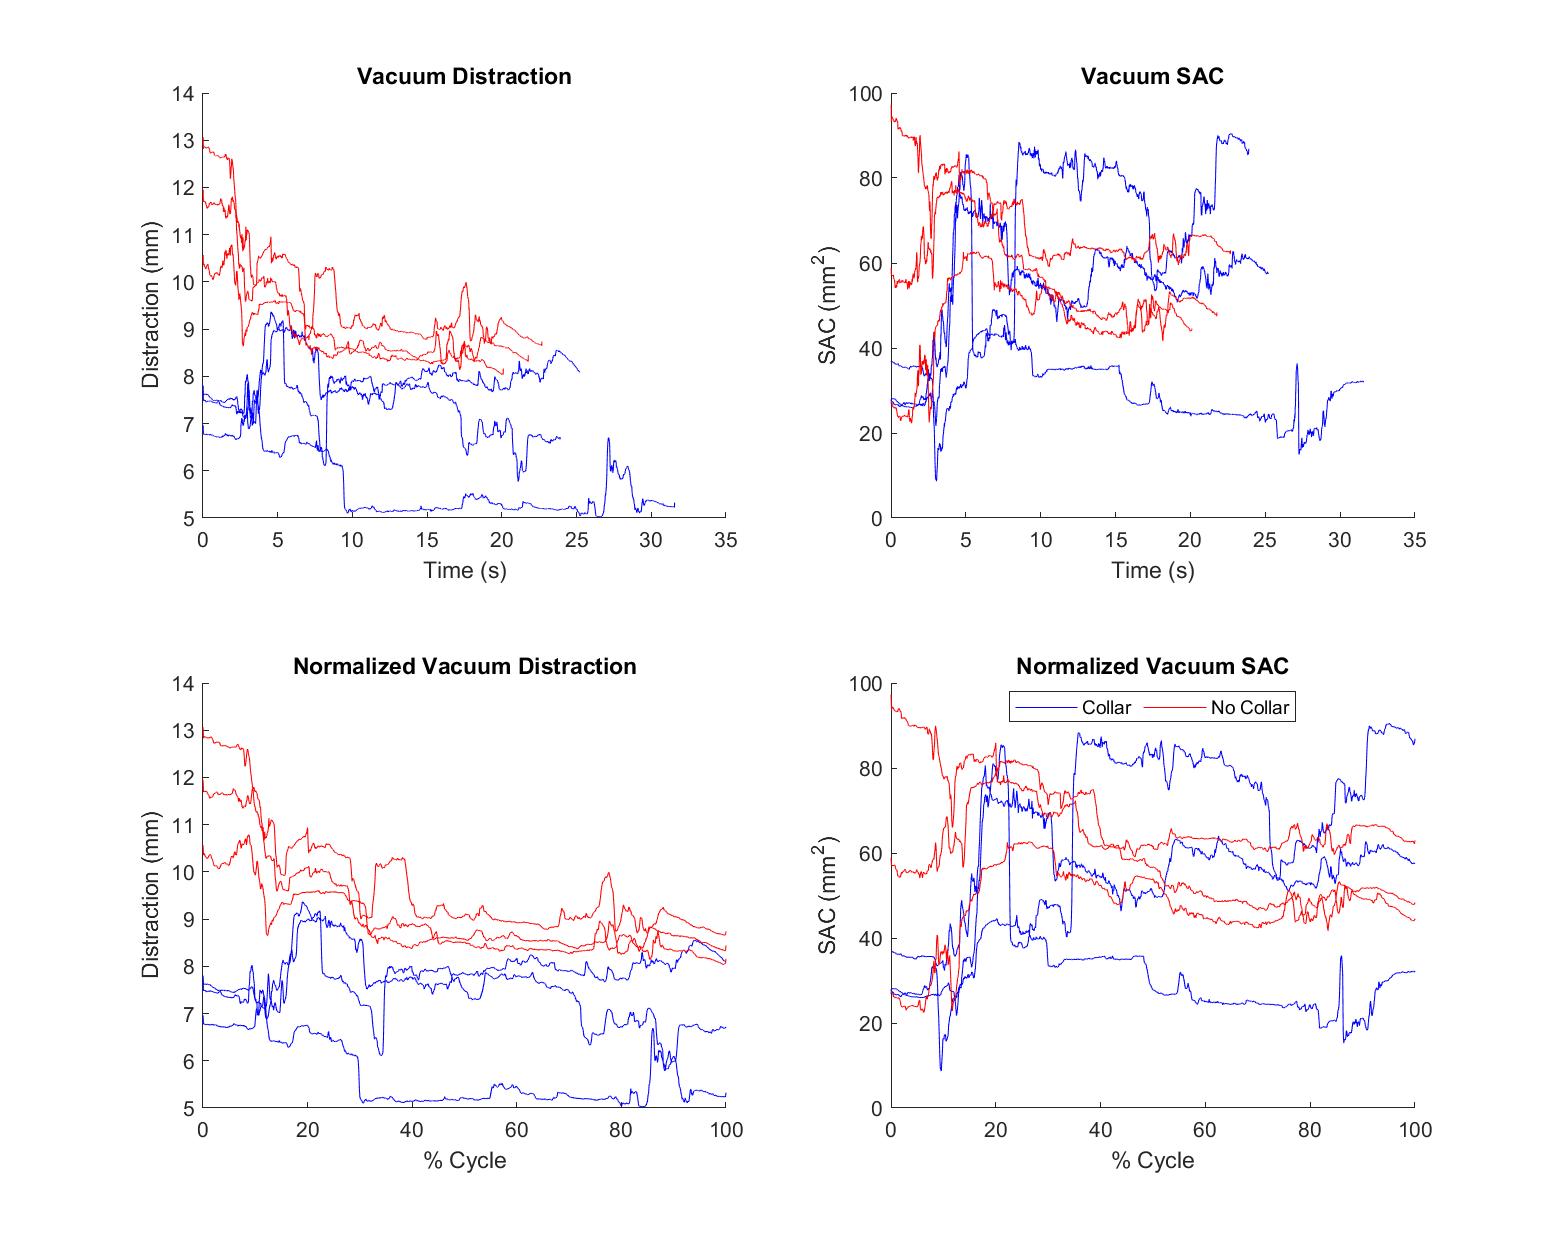 Vacuum Distraction
14
13
12
11
10
9
8
7
6
5
Distraction (mm)
0 5 10 15 20 25 30 35
Time (s)
Vacuum SAC
100
80
60
40
20
0
SAC (mm²)
0 5 10 15 20 25 30 35
Time (s)
Normalized Vacuum Distraction
14
13
12
11
10
9
8
7
6
5
Distraction (mm)
0 20 40 60 80 100
% Cycle
Normalized Vacuum SAC
Collar No Collar
100
80
60
40
20
0
SAC (mm²)
0 20 40 60 80 100
% Cycle